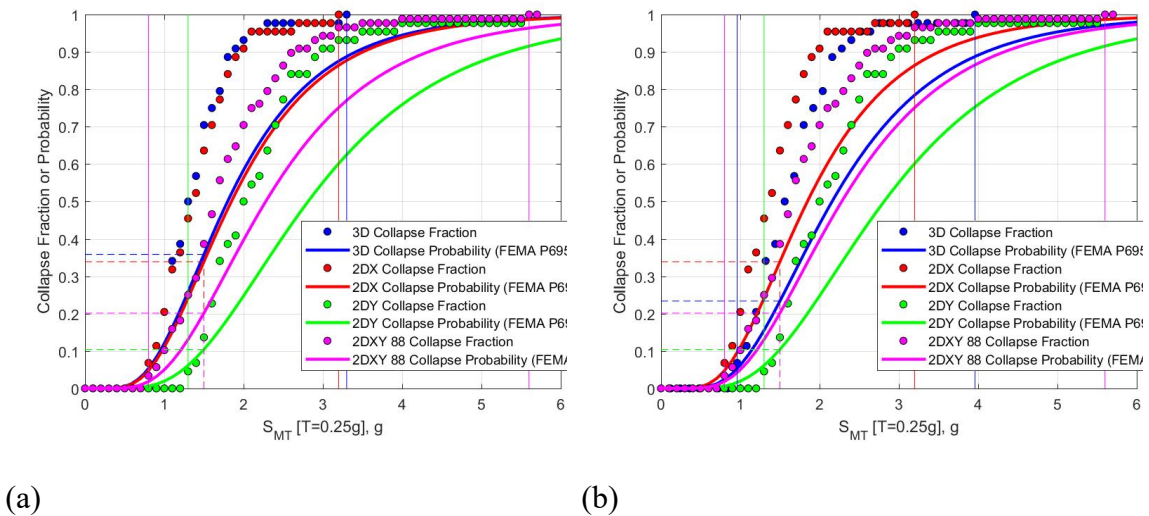 1
0.9
0.8
0.7
0.6
0.5
0.4
0.3
0.2
0.1
0
Collapse Fraction or Probability
0 1 2 3 4 5 6
S_MT [T=0.25g], g
3D Collapse Fraction
3D Collapse Probability (FEMA P695
2DX Collapse Fraction
2DX Collapse Probability (FEMA P69
2DY Collapse Fraction
2DY Collapse Probability (FEMA P69
2DXY 88 Collapse Fraction
2DXY 88 Collapse Probability (FEMA
1
0.9
0.8
0.7
0.6
0.5
0.4
0.3
0.2
0.1
0
Collapse Fraction or Probability
0 1 2 3 4 5 6
S_MT [T=0.25g], g
3D Collapse Fraction
3D Collapse Probability (FEMA P695
2DX Collapse Fraction
2DX Collapse Probability (FEMA P69
2DY Collapse Fraction
2DY Collapse Probability (FEMA P69
2DXY 88 Collapse Fraction
2DXY 88 Collapse Probability (FEMA
(a) (b)